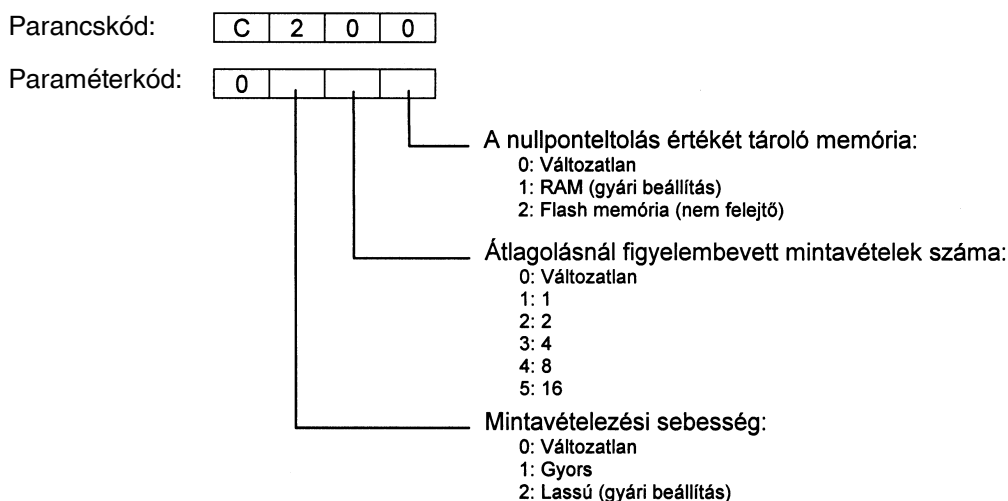 Parancskód: C 2 0 0
Paraméterkód: 0
A nullponteltolás értékét tároló memória:
0: Változatlan
1: RAM (gyári beállítás)
2: Flash memória (nem felejtő)
Átlagolásnál figyelembevett mintavételek száma:
0: Változatlan
1: 1
2: 2
3: 4
4: 8
5: 16
Mintavételezési sebesség:
0: Változatlan
1: Gyors
2: Lassú (gyári beállítás)